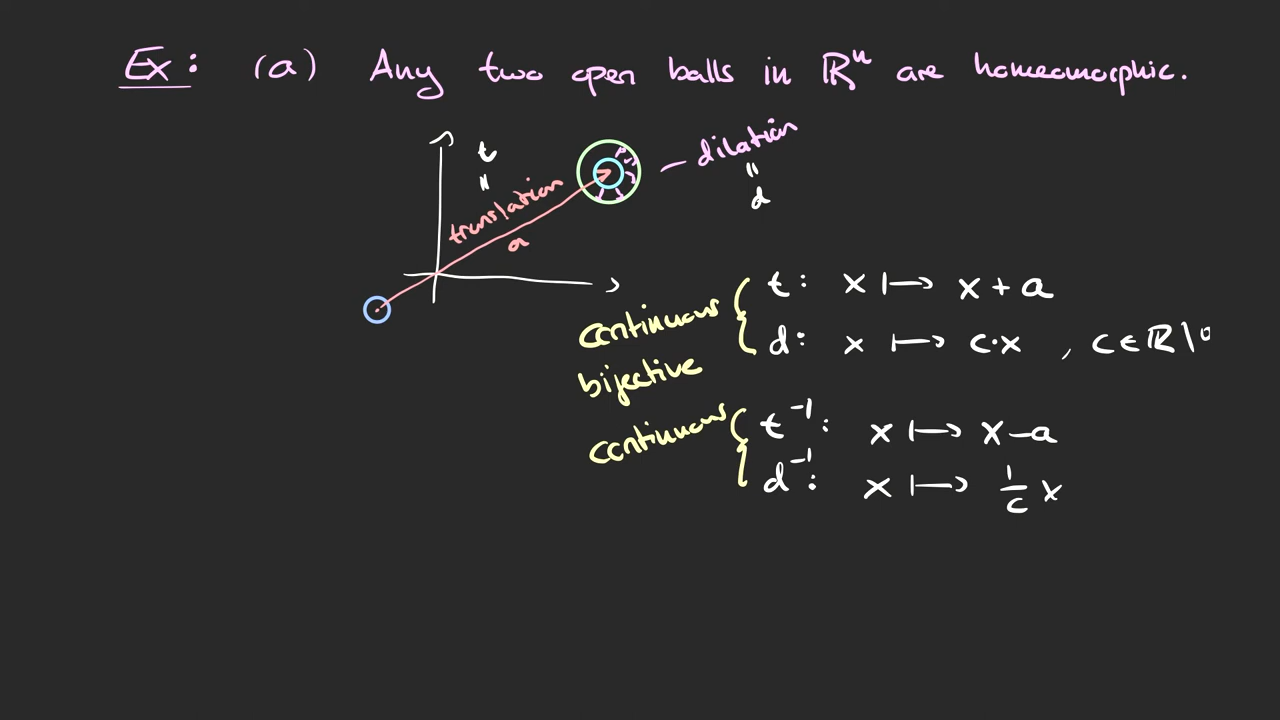 Ex: (a) Any two open balls in ℝⁿ are homeomorphic.
t
=
translation
a
– dilation
=
d
continuous
bijective
t: x ↦ x + a
d: x ↦ c·x , c ∈ ℝ\0
continuous
t⁻¹: x ↦ x – a
d⁻¹: x ↦ 1/c x